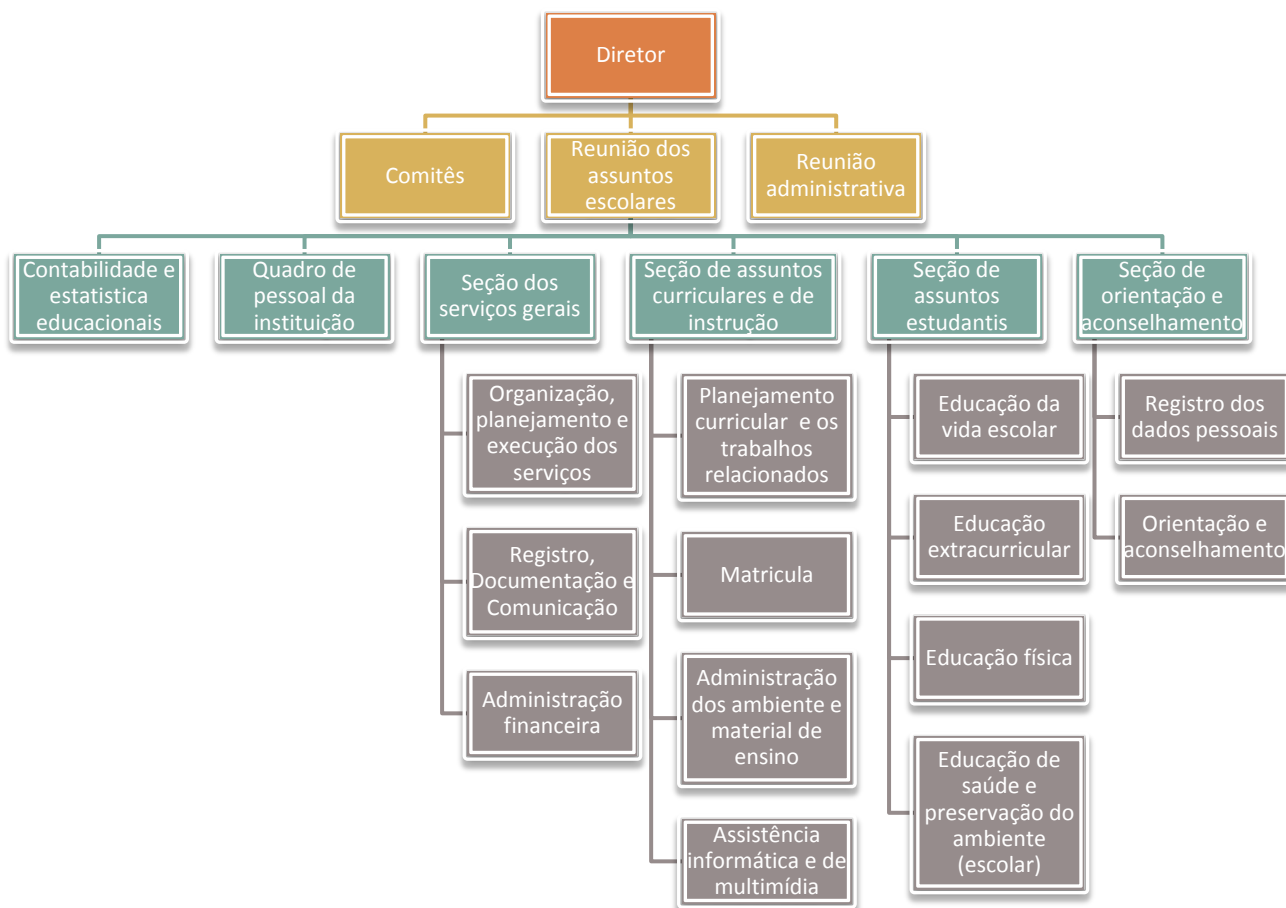 Diretor
Comitês
Reunião dos
assuntos
escolares
Reunião
administrativa
Contabilidade e
estatistica
educacionais
Quadro de
pessoal da
instituição
Seção dos
serviços gerais
Seção de assuntos
curriculares e de
instrução
Seção de
assuntos
estudantis
Seção de
orientação e
aconselhamento
Organização,
planejamento e
execução dos
serviços
Registro,
Documentação e
Comunicação
Administração
financeira
Planejamento
curricular e os
trabalhos
relacionados
Matricula
Administração
dos ambiente e
material de
ensino
Assistência
informática e de
multimídia
Educação da
vida escolar
Educação
extracurricular
Educação física
Educação de
saúde e
preservação do
ambiente
(escolar)
Registro dos
dados pessoais
Orientação e
aconselhamento